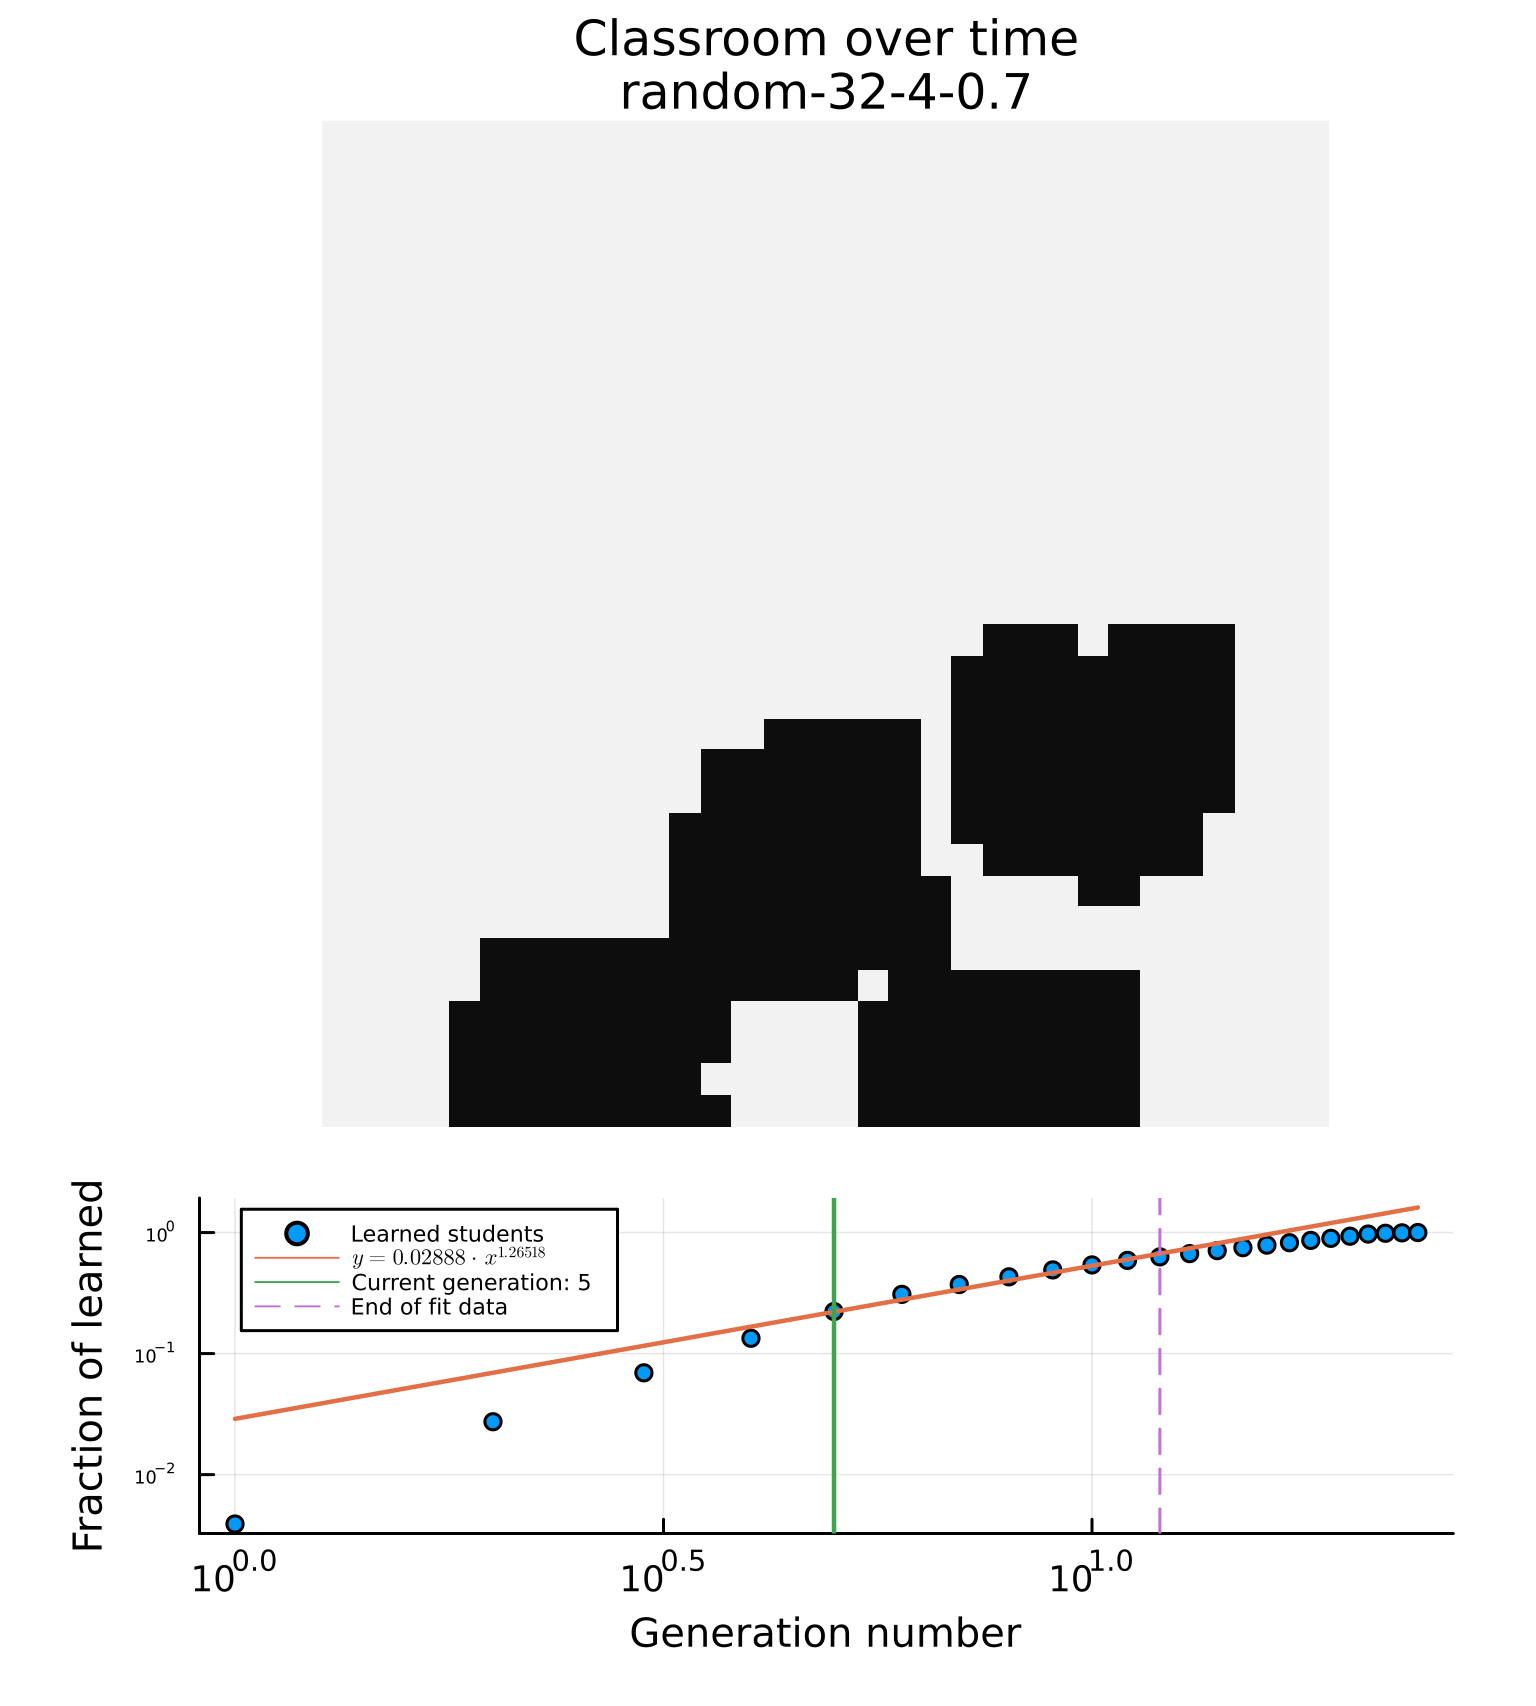 Classroom over time
random-32-4-0.7
Fraction of learned
10⁰
10⁻¹
10⁻²
Learned students
y = 0.02888 · x^1.26518
Current generation: 5
End of fit data
10^0.0
10^0.5
10^1.0
Generation number